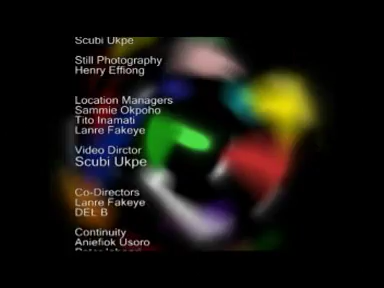 Scubi Ukpe
Still Photography
Henry Effiong
Location Managers
Sammie Okpoho
Tito Inamati
Lanre Fakeye
Video Dirctor
Scubi Ukpe
Co-Directors
Lanre Fakeye
DEL B
Continuity
Aniefiok Usoro